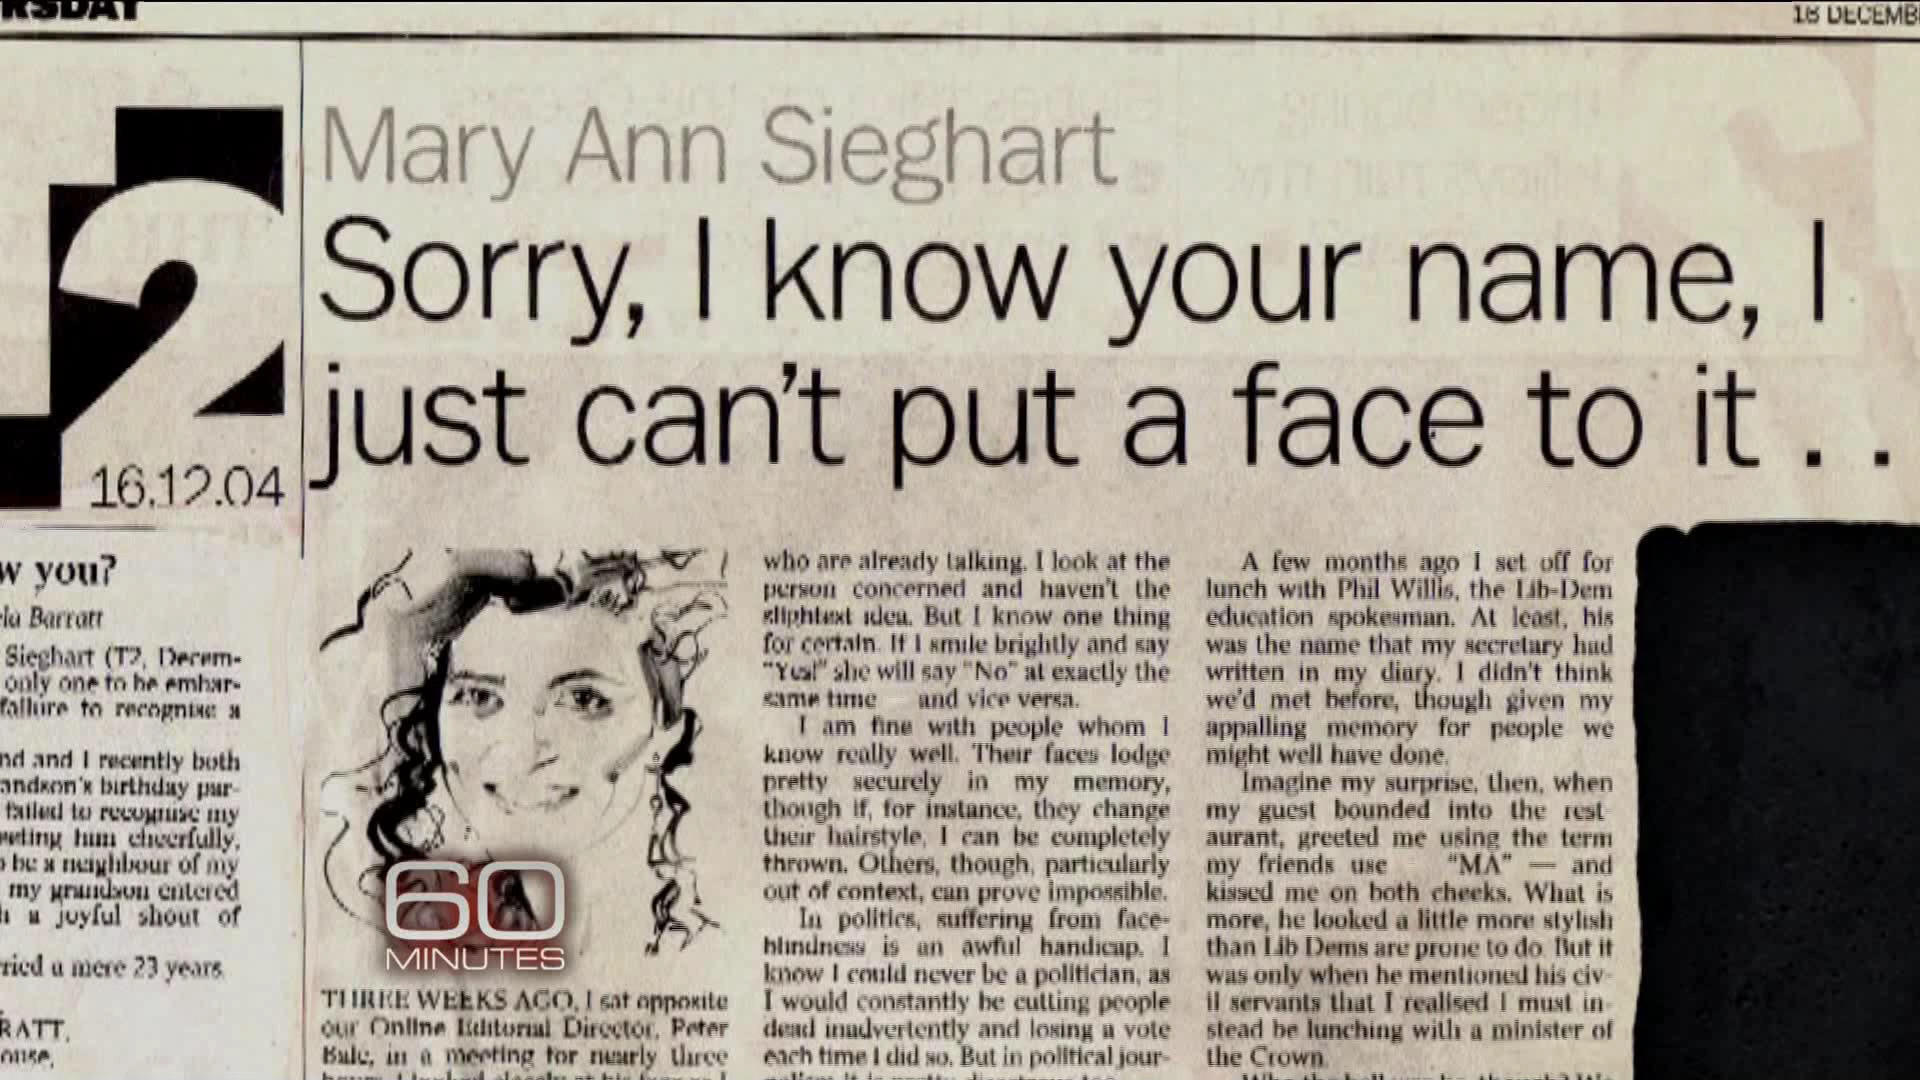 RSDAY
18 DECEMB
2
16.12.04
Mary Ann Sieghart
Sorry, I know your name, I
just can't put a face to it . .
w you?
la Barratt
Sieghart (T2, Decem-
only one to be embar-
failure to recognise a
nd and I recently both
andson's birthday par-
failed to recognise my
eeting him cheerfully,
o be a neighbour of my
my grandson entered
h a joyful shout of
rried a mere 23 years.
RATT,
ouse,
60
MINUTES
THREE WEEKS AGO, I sat opposite
our Online Editorial Director, Peter
Bale, in a meeting for nearly three
who are already talking. I look at the
person concerned and haven't the
slightest idea. But I know one thing
for certain. If I smile brightly and say
"Yes!" she will say "No" at exactly the
same time — and vice versa.
I am fine with people whom I
know really well. Their faces lodge
pretty securely in my memory,
though if, for instance, they change
their hairstyle, I can be completely
thrown. Others, though, particularly
out of context, can prove impossible.
In politics, suffering from face-
blindness is an awful handicap. I
know I could never be a politician, as
I would constantly be cutting people
dead inadvertently and losing a vote
each time I did so. But in political jour-
A few months ago I set off for
lunch with Phil Willis, the Lib-Dem
education spokesman. At least, his
was the name that my secretary had
written in my diary. I didn't think
we'd met before, though given my
appalling memory for people we
might well have done.
Imagine my surprise, then, when
my guest bounded into the rest-
aurant, greeted me using the term
my friends use — "MA" — and
kissed me on both cheeks. What is
more, he looked a little more stylish
than Lib Dems are prone to do. But it
was only when he mentioned his civ-
il servants that I realised I must in-
stead be lunching with a minister of
the Crown.